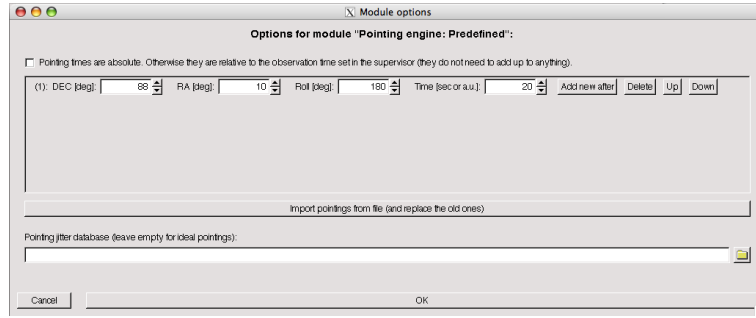 X Module options
Options for module "Pointing engine: Predefined":
Pointing times are absolute. Otherwise they are relative to the observation time set in the supervisor (they do not need to add up to anything).
(1): DEC [deg]: 88 RA [deg]: 10 Roll [deg]: 180 Time [sec or a.u.]: 20 Add new after Delete Up Down
Import pointings from file (and replace the old ones)
Pointing jitter database (leave empty for ideal pointings):
Cancel OK